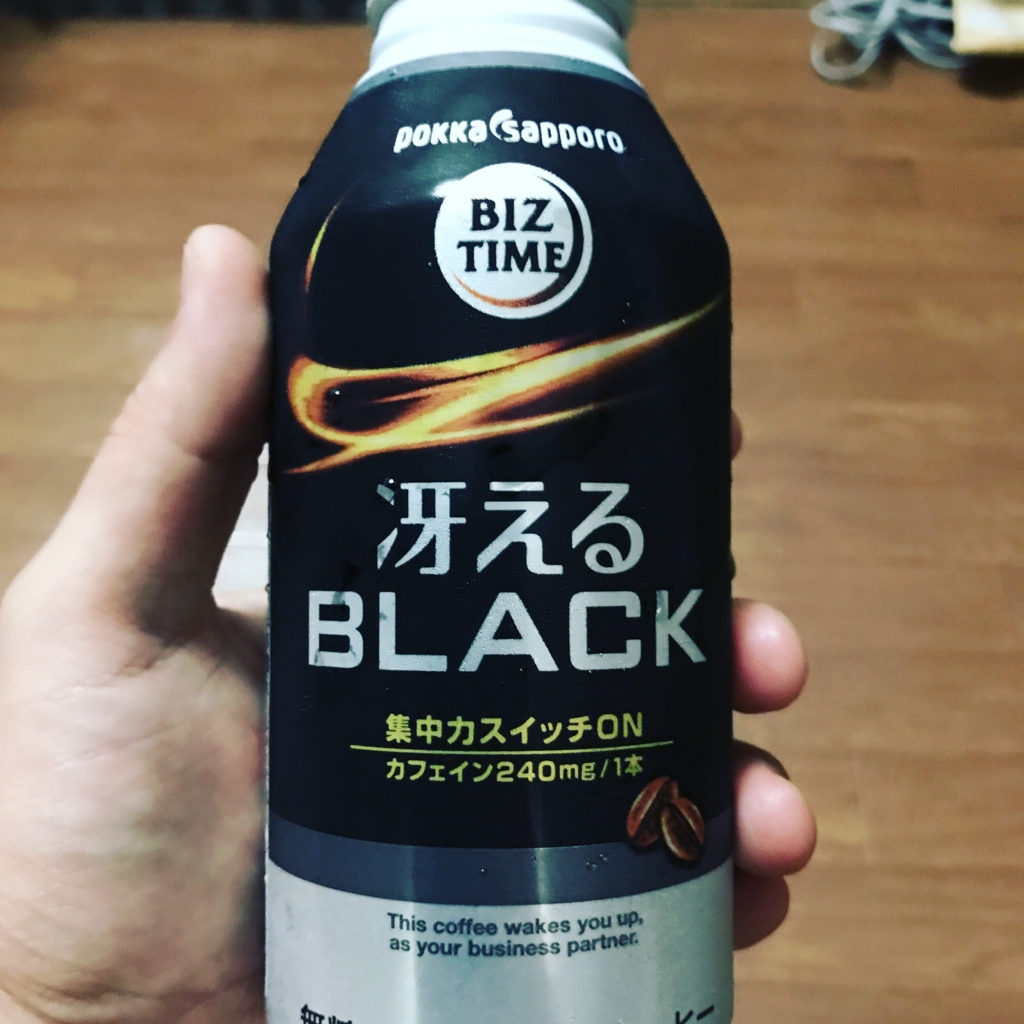 POKKA sapporo
BIZ
TIME
冴える
BLACK
集中力スイッチON
カフェイン240mg/1本
This coffee wakes you up,
as your business partner.